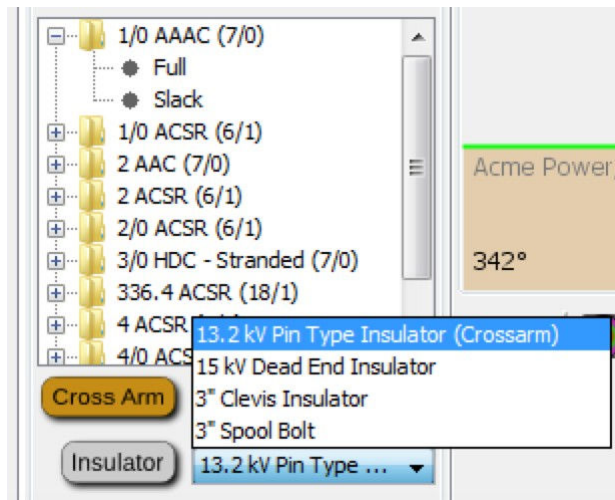 1/0 AAAC (7/0)
Full
Slack
1/0 ACSR (6/1)
2 AAC (7/0)
2 ACSR (6/1)
2/0 ACSR (6/1)
3/0 HDC - Stranded (7/0)
336.4 ACSR (18/1)
4 ACSR
4/0 ACS
13.2 kV Pin Type Insulator (Crossarm)
15 kV Dead End Insulator
3" Clevis Insulator
3" Spool Bolt
Cross Arm
Insulator
13.2 kV Pin Type ...
Acme Power
342°